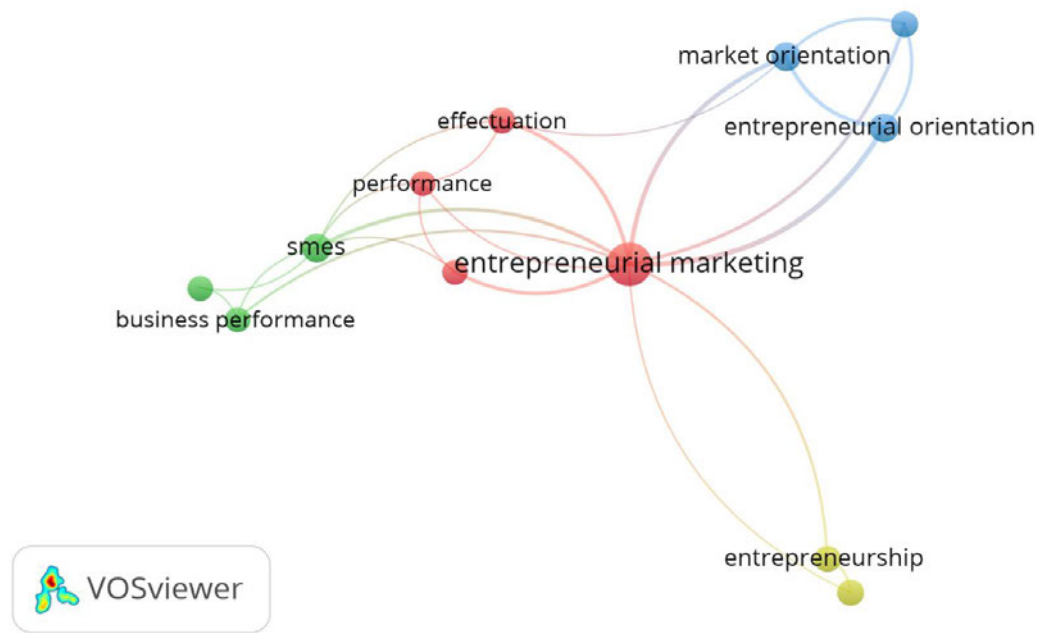 market orientation
effectuation
entrepreneurial orientation
performance
smes
entrepreneurial marketing
business performance
entrepreneurship
VOSviewer